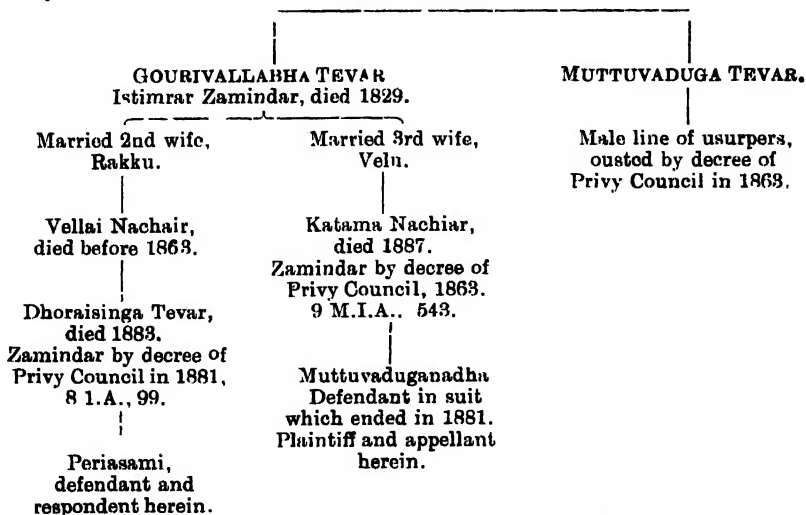 GOURIVALLABHA TEVAR
Istimrar Zamindar, died 1829.
MUTTUVADUGA TEVAR.
Married 2nd wife,
Rakku.
Married 3rd wife,
Velu.
Male line of usurpers,
ousted by decree of
Privy Council in 1863.
Vellai Nachair,
died before 1863.
Katama Nachiar,
died 1887.
Zamindar by decree of
Privy Council, 1863.
9 M.I.A.. 543.
Dhoraisinga Tevar,
died 1883.
Zamindar by decree of
Privy Council in 1881,
8 I.A., 99.
Muttuvaduganadha
Defendant in suit
which ended in 1881.
Plaintiff and appellant
herein.
Periasami,
defendant and
respondent herein.